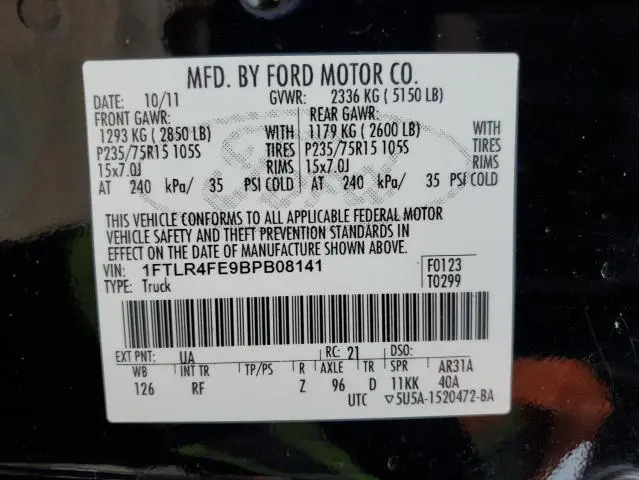 MFD. BY FORD MOTOR CO.
DATE: 10/11 GVWR: 2336 KG ( 5150 LB)
FRONT GAWR: REAR GAWR:
1293 KG ( 2850 LB) WITH 1179 KG ( 2600 LB) WITH
P235/75R15 105S TIRES P235/75R15 105S TIRES
15x7.0J RIMS 15x7.0J RIMS
AT 240 kPa/ 35 PSI COLD AT 240 kPa/ 35 PSI COLD
THIS VEHICLE CONFORMS TO ALL APPLICABLE FEDERAL MOTOR
VEHICLE SAFETY AND THEFT PREVENTION STANDARDS IN
EFFECT ON THE DATE OF MANUFACTURE SHOWN ABOVE.
VIN: 1FTLR4FE9BPB08141 F0123
TYPE: Truck T0299
EXT PNT: UA RC: 21 DSO:
WB INT TR TP/PS R AXLE TR SPR AR31A
126 RF Z 96 D 11KK 40A
UTC ▽5U5A-1520472-BA